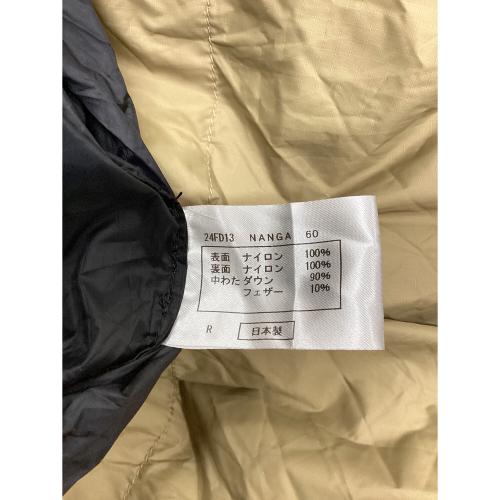 24FD13 NANGA 60
表面 ナイロン 100%
裏面 ナイロン 100%
中わた ダウン 90%
フェザー 10%
R 日本製